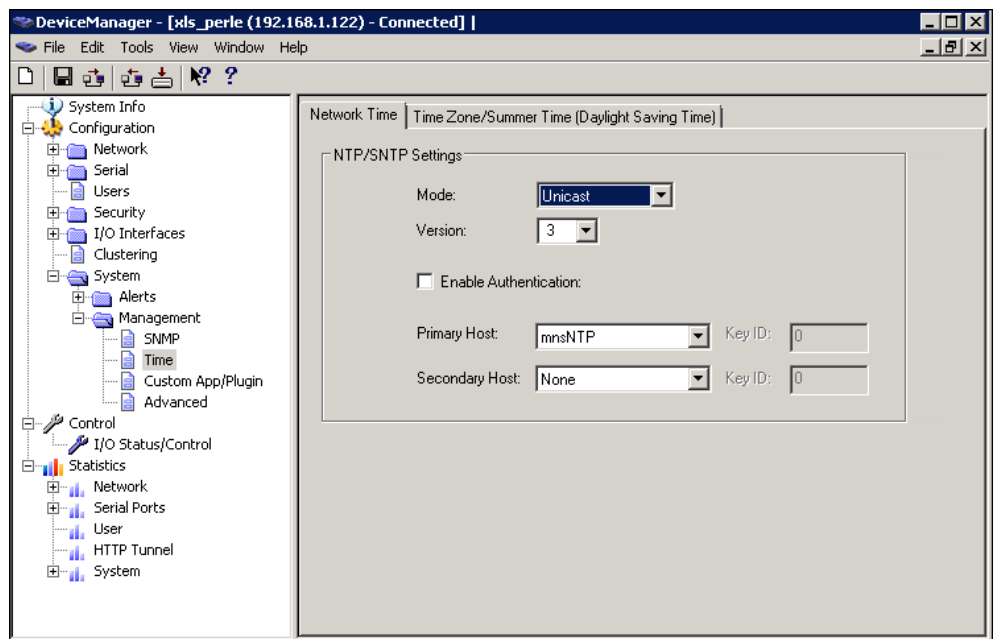 DeviceManager - [xls_perle (192.168.1.122) - Connected] |
File Edit Tools View Window Help
System Info
Configuration
Network
Serial
Users
Security
I/O Interfaces
Clustering
System
Alerts
Management
SNMP
Time
Custom App/Plugin
Advanced
Control
I/O Status/Control
Statistics
Network
Serial Ports
User
HTTP Tunnel
System
Network Time
Time Zone/Summer Time (Daylight Saving Time)
NTP/SNTP Settings
Mode: Unicast
Version: 3
Enable Authentication:
Primary Host: mnsNTP Key ID: 0
Secondary Host: None Key ID: 0